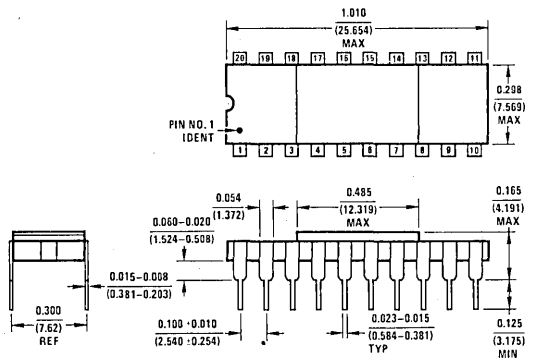 1.010
(25.654)
MAX
20 19 18 17 16 15 14 13 12 11
0.298
(7.569)
MAX
PIN NO. 1
IDENT
1 2 3 4 5 6 7 8 9 10
0.054
(1.372)
0.485
(12.319)
MAX
0.165
(4.191)
MAX
0.060–0.020
(1.524–0.508)
0.015–0.008
(0.381–0.203)
0.300
(7.62)
REF
0.100 ±0.010
(2.540 ±0.254)
0.023–0.015
(0.584–0.381)
TYP
0.125
(3.175)
MIN